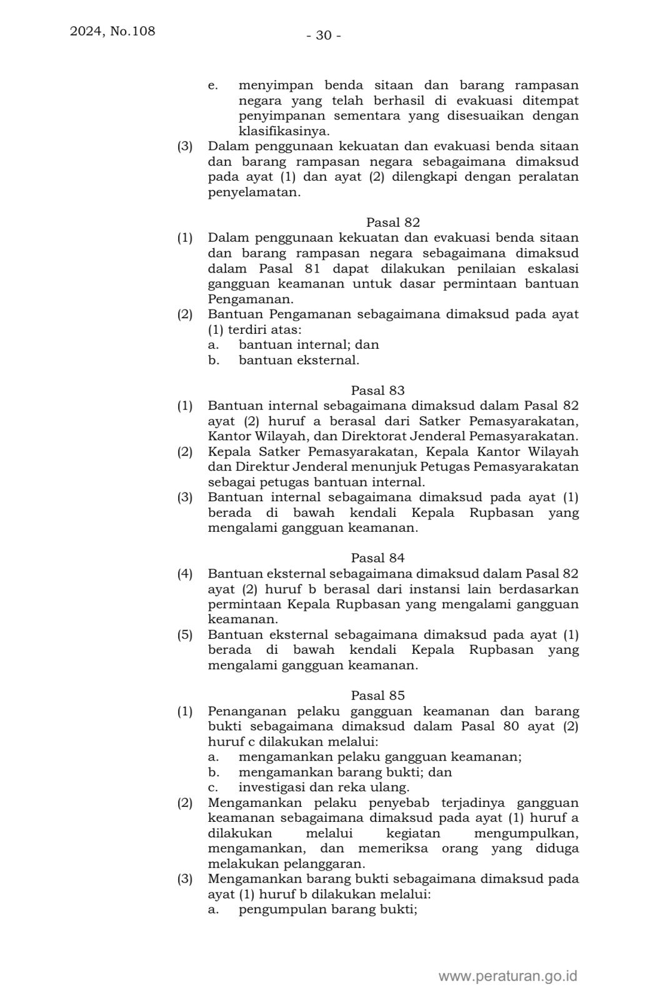 2024, No.108
- 30 -
e. menyimpan benda sitaan dan barang rampasan
negara yang telah berhasil di evakuasi ditempat
penyimpanan sementara yang disesuaikan dengan
klasifikasinya.
(3) Dalam penggunaan kekuatan dan evakuasi benda sitaan
dan barang rampasan negara sebagaimana dimaksud
pada ayat (1) dan ayat (2) dilengkapi dengan peralatan
penyelamatan.
Pasal 82
(1) Dalam penggunaan kekuatan dan evakuasi benda sitaan
dan barang rampasan negara sebagaimana dimaksud
dalam Pasal 81 dapat dilakukan penilaian eskalasi
gangguan keamanan untuk dasar permintaan bantuan
Pengamanan.
(2) Bantuan Pengamanan sebagaimana dimaksud pada ayat
(1) terdiri atas:
a. bantuan internal; dan
b. bantuan eksternal.
Pasal 83
(1) Bantuan internal sebagaimana dimaksud dalam Pasal 82
ayat (2) huruf a berasal dari Satker Pemasyarakatan,
Kantor Wilayah, dan Direktorat Jenderal Pemasyarakatan.
(2) Kepala Satker Pemasyarakatan, Kepala Kantor Wilayah
dan Direktur Jenderal menunjuk Petugas Pemasyarakatan
sebagai petugas bantuan internal.
(3) Bantuan internal sebagaimana dimaksud pada ayat (1)
berada di bawah kendali Kepala Rupbasan yang
mengalami gangguan keamanan.
Pasal 84
(4) Bantuan eksternal sebagaimana dimaksud dalam Pasal 82
ayat (2) huruf b berasal dari instansi lain berdasarkan
permintaan Kepala Rupbasan yang mengalami gangguan
keamanan.
(5) Bantuan eksternal sebagaimana dimaksud pada ayat (1)
berada di bawah kendali Kepala Rupbasan yang
mengalami gangguan keamanan.
Pasal 85
(1) Penanganan pelaku gangguan keamanan dan barang
bukti sebagaimana dimaksud dalam Pasal 80 ayat (2)
huruf c dilakukan melalui:
a. mengamankan pelaku gangguan keamanan;
b. mengamankan barang bukti; dan
c. investigasi dan reka ulang.
(2) Mengamankan pelaku penyebab terjadinya gangguan
keamanan sebagaimana dimaksud pada ayat (1) huruf a
dilakukan melalui kegiatan mengumpulkan,
mengamankan, dan memeriksa orang yang diduga
melakukan pelanggaran.
(3) Mengamankan barang bukti sebagaimana dimaksud pada
ayat (1) huruf b dilakukan melalui:
a. pengumpulan barang bukti;
www.peraturan.go.id